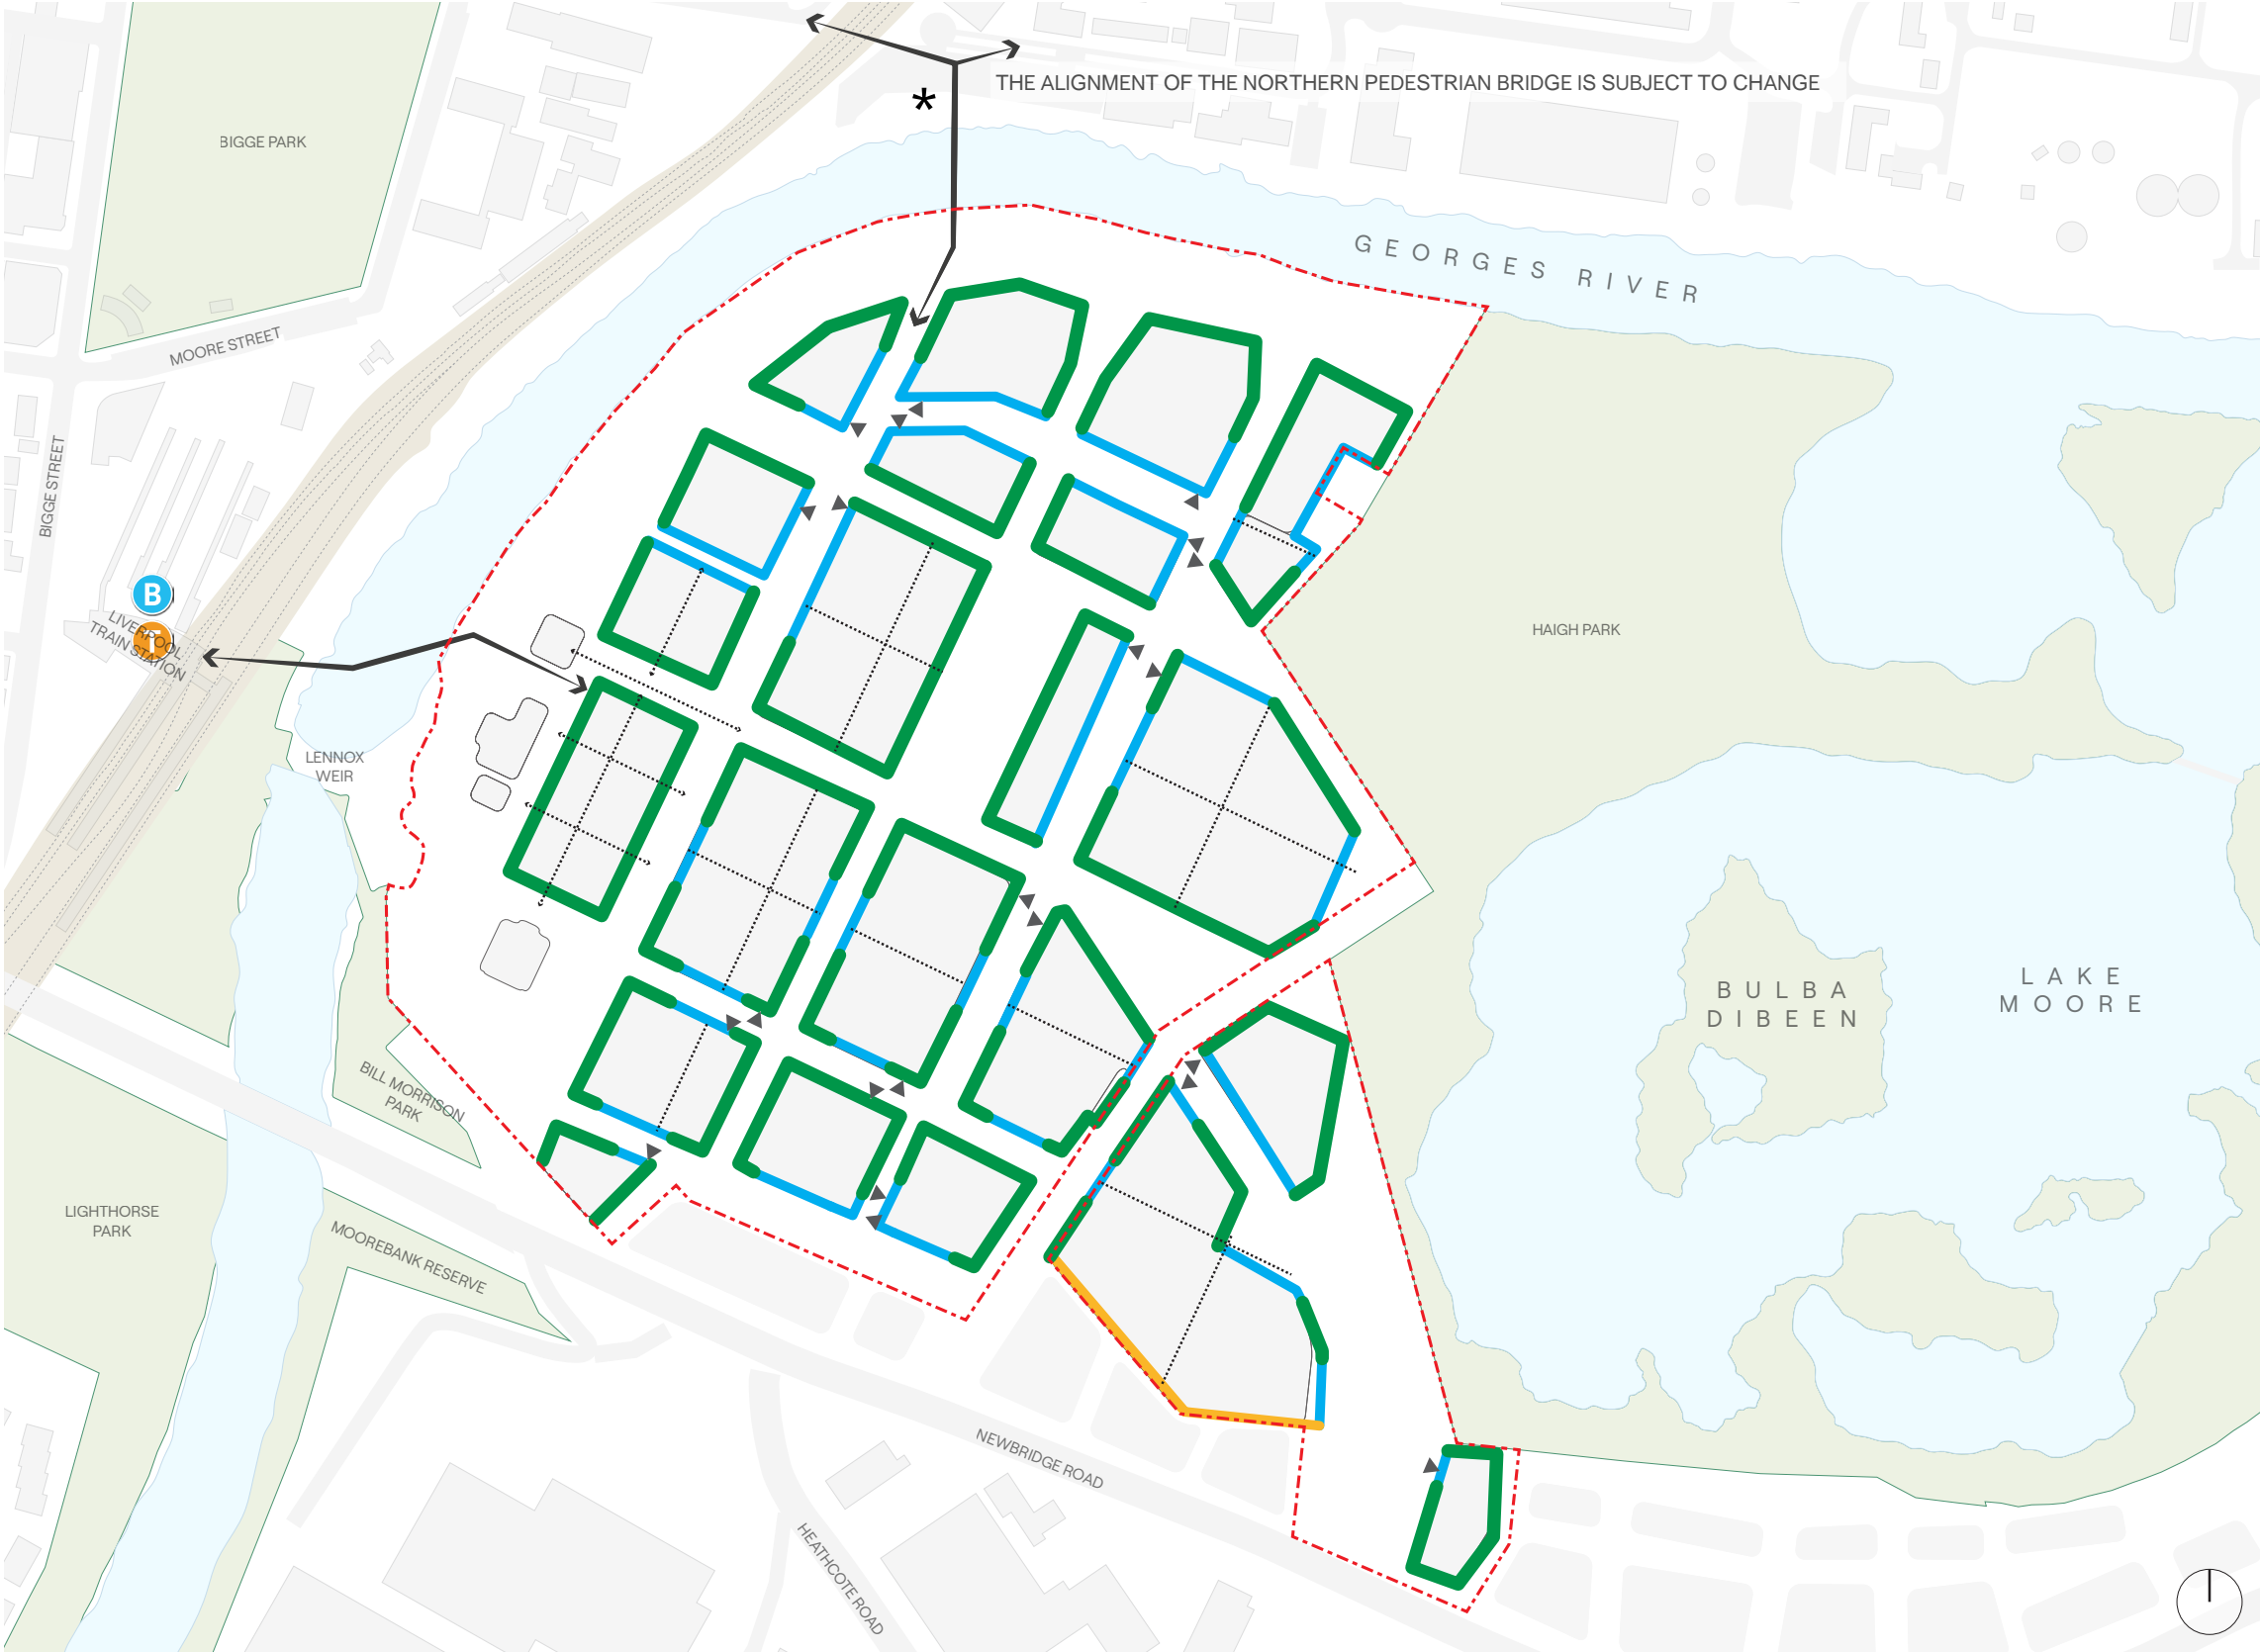 THE ALIGNMENT OF THE NORTHERN PEDESTRIAN BRIDGE IS SUBJECT TO CHANGE
*
BIGGE PARK
GEORGES RIVER
MOORE STREET
BIGGE STREET
B
T
LIVERPOOL
TRAIN STATION
HAIGH PARK
LENNOX
WEIR
BULBA
DIBEEN
LAKE
MOORE
BILL MORRISON
PARK
LIGHTHORSE
PARK
MOOREBANK RESERVE
NEWBRIDGE ROAD
HEATHCOTE ROAD